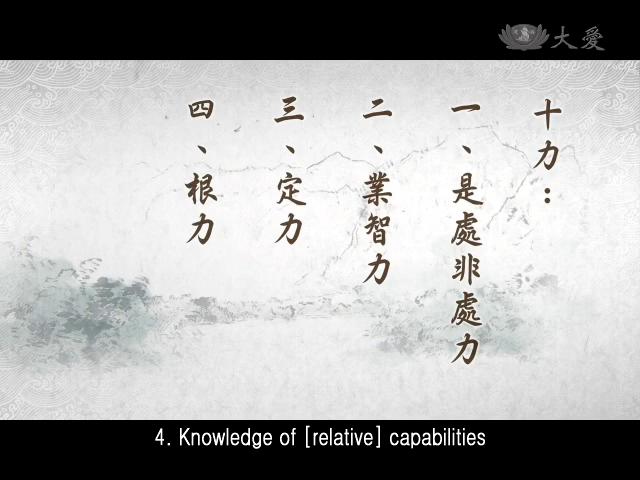 大愛
十力：
一、是處非處力
二、業智力
三、定力
四、根力
4. Knowledge of [relative] capabilities